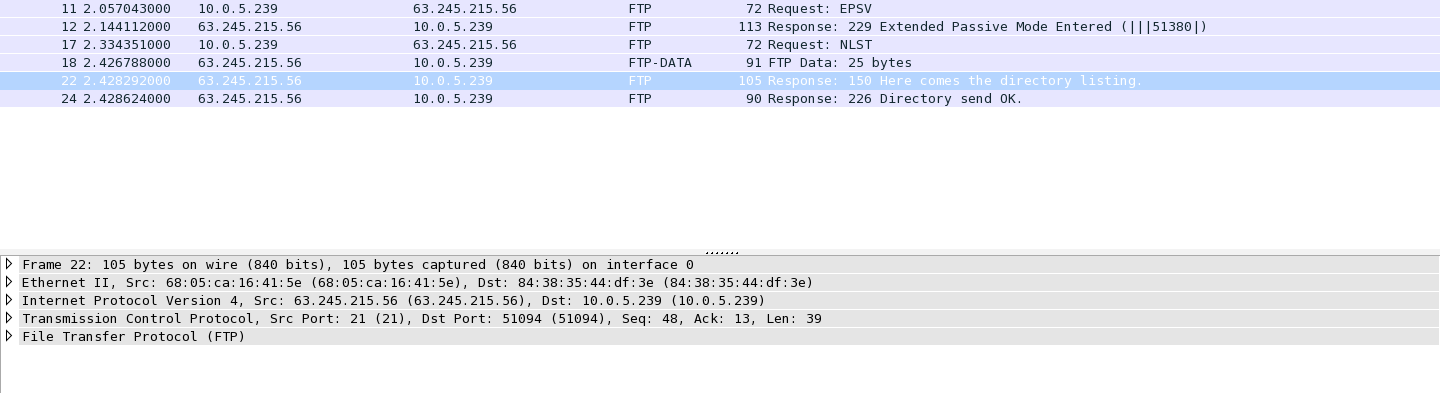 11 2.057043000 10.0.5.239 63.245.215.56 FTP 72 Request: EPSV
12 2.144112000 63.245.215.56 10.0.5.239 FTP 113 Response: 229 Extended Passive Mode Entered (|||51380|)
17 2.334351000 10.0.5.239 63.245.215.56 FTP 72 Request: NLST
18 2.426788000 63.245.215.56 10.0.5.239 FTP-DATA 91 FTP Data: 25 bytes
22 2.428292000 63.245.215.56 10.0.5.239 FTP 105 Response: 150 Here comes the directory listing.
24 2.428624000 63.245.215.56 10.0.5.239 FTP 90 Response: 226 Directory send OK.
Frame 22: 105 bytes on wire (840 bits), 105 bytes captured (840 bits) on interface 0
Ethernet II, Src: 68:05:ca:16:41:5e (68:05:ca:16:41:5e), Dst: 84:38:35:44:df:3e (84:38:35:44:df:3e)
Internet Protocol Version 4, Src: 63.245.215.56 (63.245.215.56), Dst: 10.0.5.239 (10.0.5.239)
Transmission Control Protocol, Src Port: 21 (21), Dst Port: 51094 (51094), Seq: 48, Ack: 13, Len: 39
File Transfer Protocol (FTP)